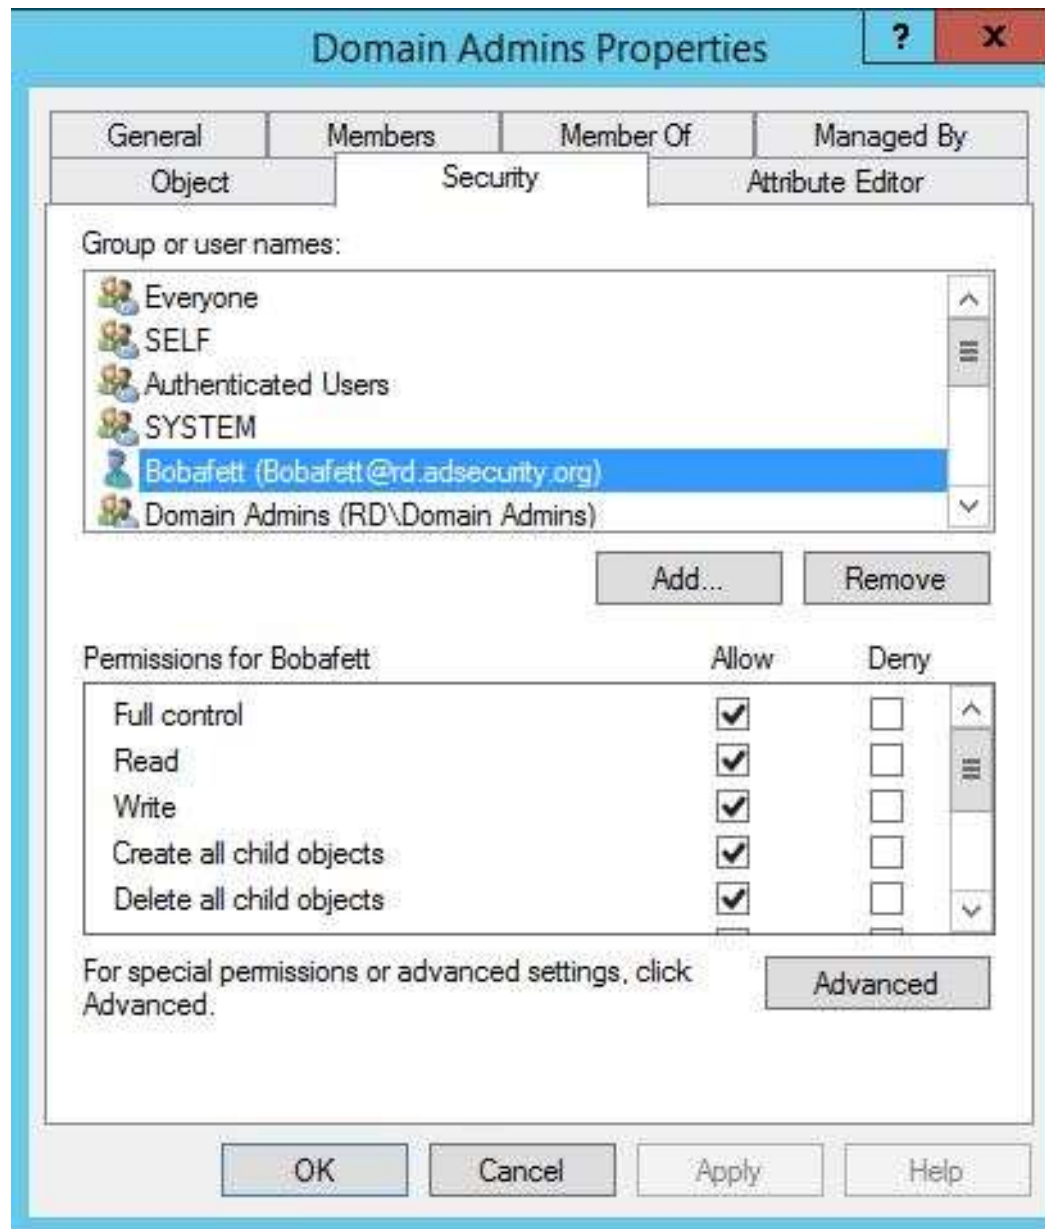 Domain Admins Properties
?
x
General Members Member Of Managed By
Object Security Attribute Editor
Group or user names:
Everyone
SELF
Authenticated Users
SYSTEM
Bobafett (Bobafett@rd.adsecurity.org)
Domain Admins (RD\Domain Admins)
Add... Remove
Permissions for Bobafett Allow Deny
Full control
Read
Write
Create all child objects
Delete all child objects
For special permissions or advanced settings, click
Advanced.
Advanced
OK Cancel Apply Help